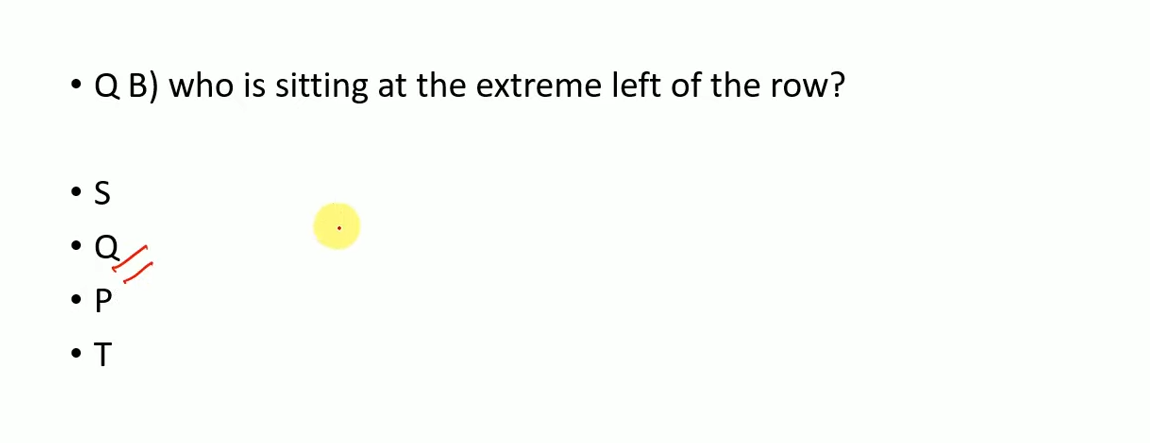 • Q B) who is sitting at the extreme left of the row?
• S
• Q
• P
• T